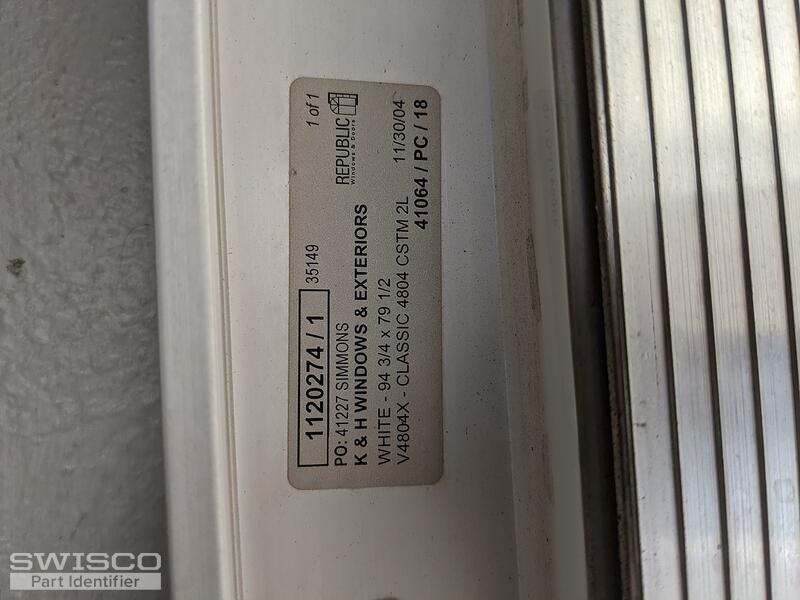 1120274 / 1
35149
1 of 1
PO: 41227 SIMMONS
REPUBLIC
Windows & Doors
K & H WINDOWS & EXTERIORS
WHITE - 94 3/4 x 79 1/2
V4804X - CLASSIC 4804 CSTM 2L
11/30/04
41064 / PC / 18
SWISCO
Part Identifier